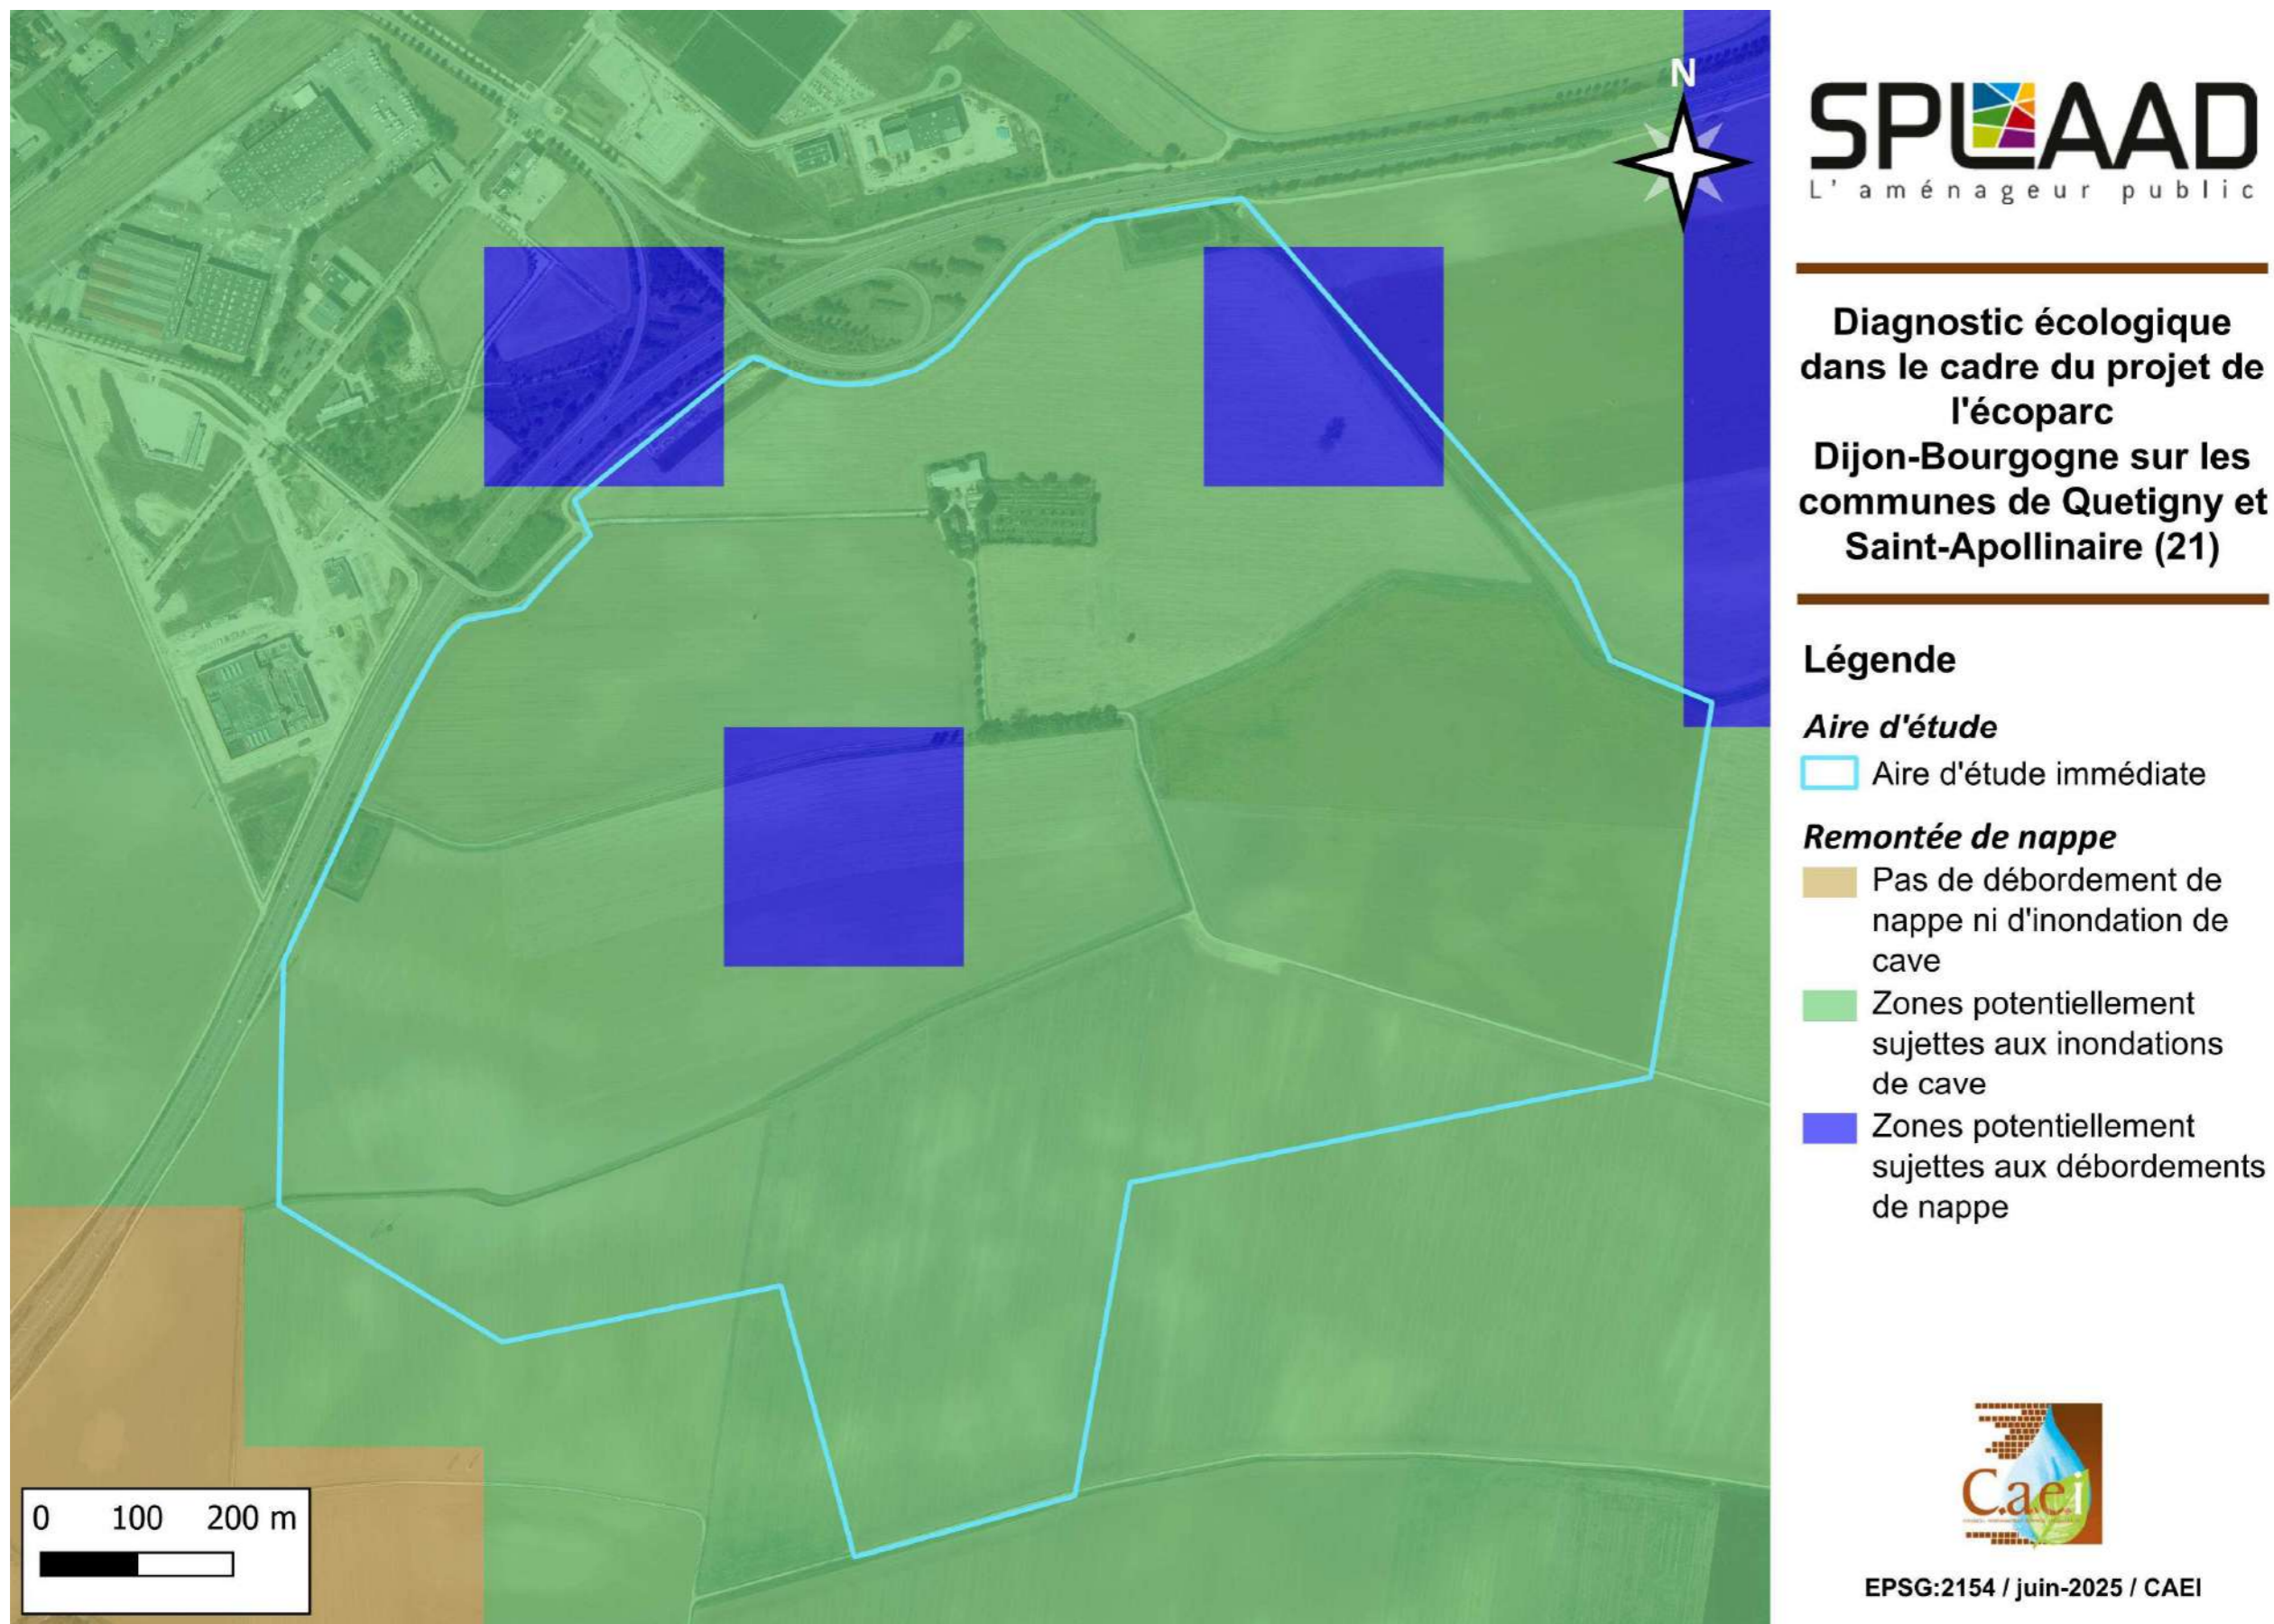 N
SPLAAD
L'aménageur public
Diagnostic écologique
dans le cadre du projet de
l'écoparc
Dijon-Bourgogne sur les
communes de Quetigny et
Saint-Apollinaire (21)
Légende
Aire d'étude
Aire d'étude immédiate
Remontée de nappe
Pas de débordement de
nappe ni d'inondation de
cave
Zones potentiellement
sujettes aux inondations
de cave
Zones potentiellement
sujettes aux débordements
de nappe
0 100 200 m
C.a.e.i
EPSG:2154 / juin-2025 / CAEI